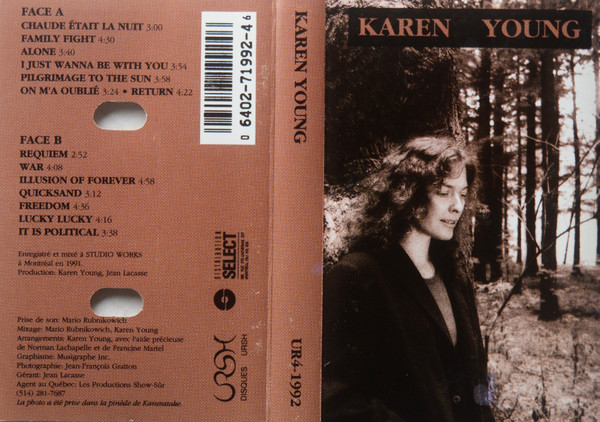 FACE A
CHAUDE ÉTAIT LA NUIT 3:00
FAMILY FIGHT 4:30
ALONE 3:40
I JUST WANNA BE WITH YOU 3:54
PILGRIMAGE TO THE SUN 3:58
ON M'A OUBLIÉ 3:24 • RETURN 4:22
FACE B
REQUIEM 2:52
WAR 4:08
ILLUSION OF FOREVER 4:58
QUICKSAND 3:12
FREEDOM 4:36
LUCKY LUCKY 4:16
IT IS POLITICAL 3:38
Enregistré et mixé à STUDIO WORKS
à Montréal en 1991.
Production: Karen Young, Jean Lacasse
Prise de son: Mario Rubnikowich
Mixage: Mario Rubnikowich, Karen Young
Arrangements: Karen Young, avec l'aide précieuse
de Norman Lachapelle et de Francine Martel
Graphisme: Musigraphe Inc.
Photographie: Jean-François Gratton
Gérant: Jean Lacasse
Agent au Québec: Les Productions Show-Sûr
(514) 281-7687
La photo a été prise dans la pinède de Kanesatake.
0 6402-71992-4 6
DISTRIBUTION
SELECT
URSH
DISQUES URSH
KAREN YOUNG
UR4-1992
KAREN YOUNG